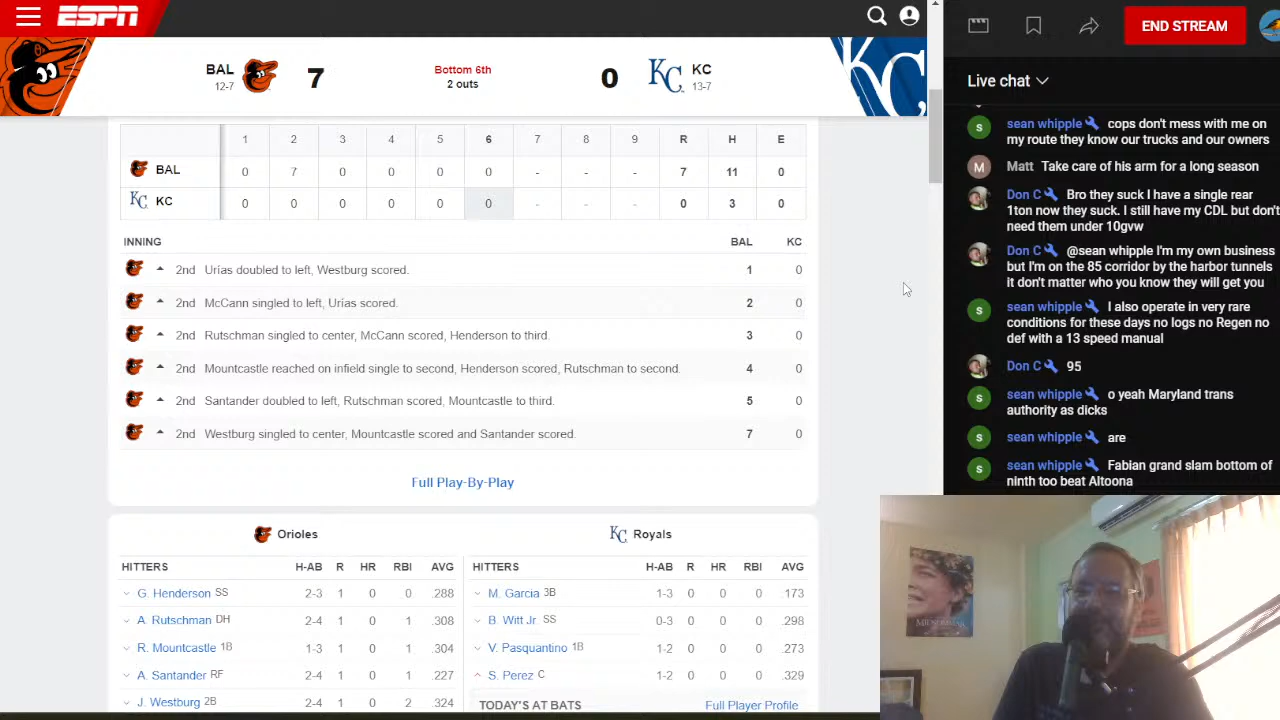 ESPN
END STREAM
BAL
12-7
7
Bottom 6th
2 outs
0
KC
KC
13-7
Live chat
1 2 3 4 5 6 7 8 9 R H E
BAL 0 7 0 0 0 0 - - - 7 11 0
KC KC 0 0 0 0 0 0 - - - 0 3 0
INNING BAL KC
2nd Urías doubled to left, Westburg scored. 1 0
2nd McCann singled to left, Urías scored. 2 0
2nd Rutschman singled to center, McCann scored, Henderson to third. 3 0
2nd Mountcastle reached on infield single to second, Henderson scored, Rutschman to second. 4 0
2nd Santander doubled to left, Rutschman scored, Mountcastle to third. 5 0
2nd Westburg singled to center, Mountcastle scored and Santander scored. 7 0
Full Play-By-Play
Orioles
HITTERS H-AB R HR RBI AVG
G. Henderson SS 2-3 1 0 0 .288
A. Rutschman DH 2-4 1 0 1 .308
R. Mountcastle 1B 1-3 1 0 1 .304
A. Santander RF 2-4 1 0 1 .227
J. Westburg 2B 2-4 1 0 2 .324
KC Royals
HITTERS H-AB R HR RBI AVG
M. Garcia 3B 1-3 0 0 0 .173
B. Witt Jr SS 0-3 0 0 0 .298
V. Pasquantino 1B 1-2 0 0 0 .273
S. Perez C 1-2 0 0 0 .329
TODAY'S AT BATS Full Player Profile
S sean whipple cops don't mess with me on
my route they know our trucks and our owners
M Matt Take care of his arm for a long season
Don C Bro they suck I have a single rear
1ton now they suck. I still have my CDL but don't
need them under 10gvw
Don C @sean whipple I'm my own business
but I'm on the 85 corridor by the harbor tunnels
it don't matter who you know they will get you
S sean whipple I also operate in very rare
conditions for these days no logs no Regen no
def with a 13 speed manual
Don C 95
S sean whipple o yeah Maryland trans
authority as dicks
S sean whipple are
S sean whipple Fabian grand slam bottom of
ninth too beat Altoona
MIDSOMMAR